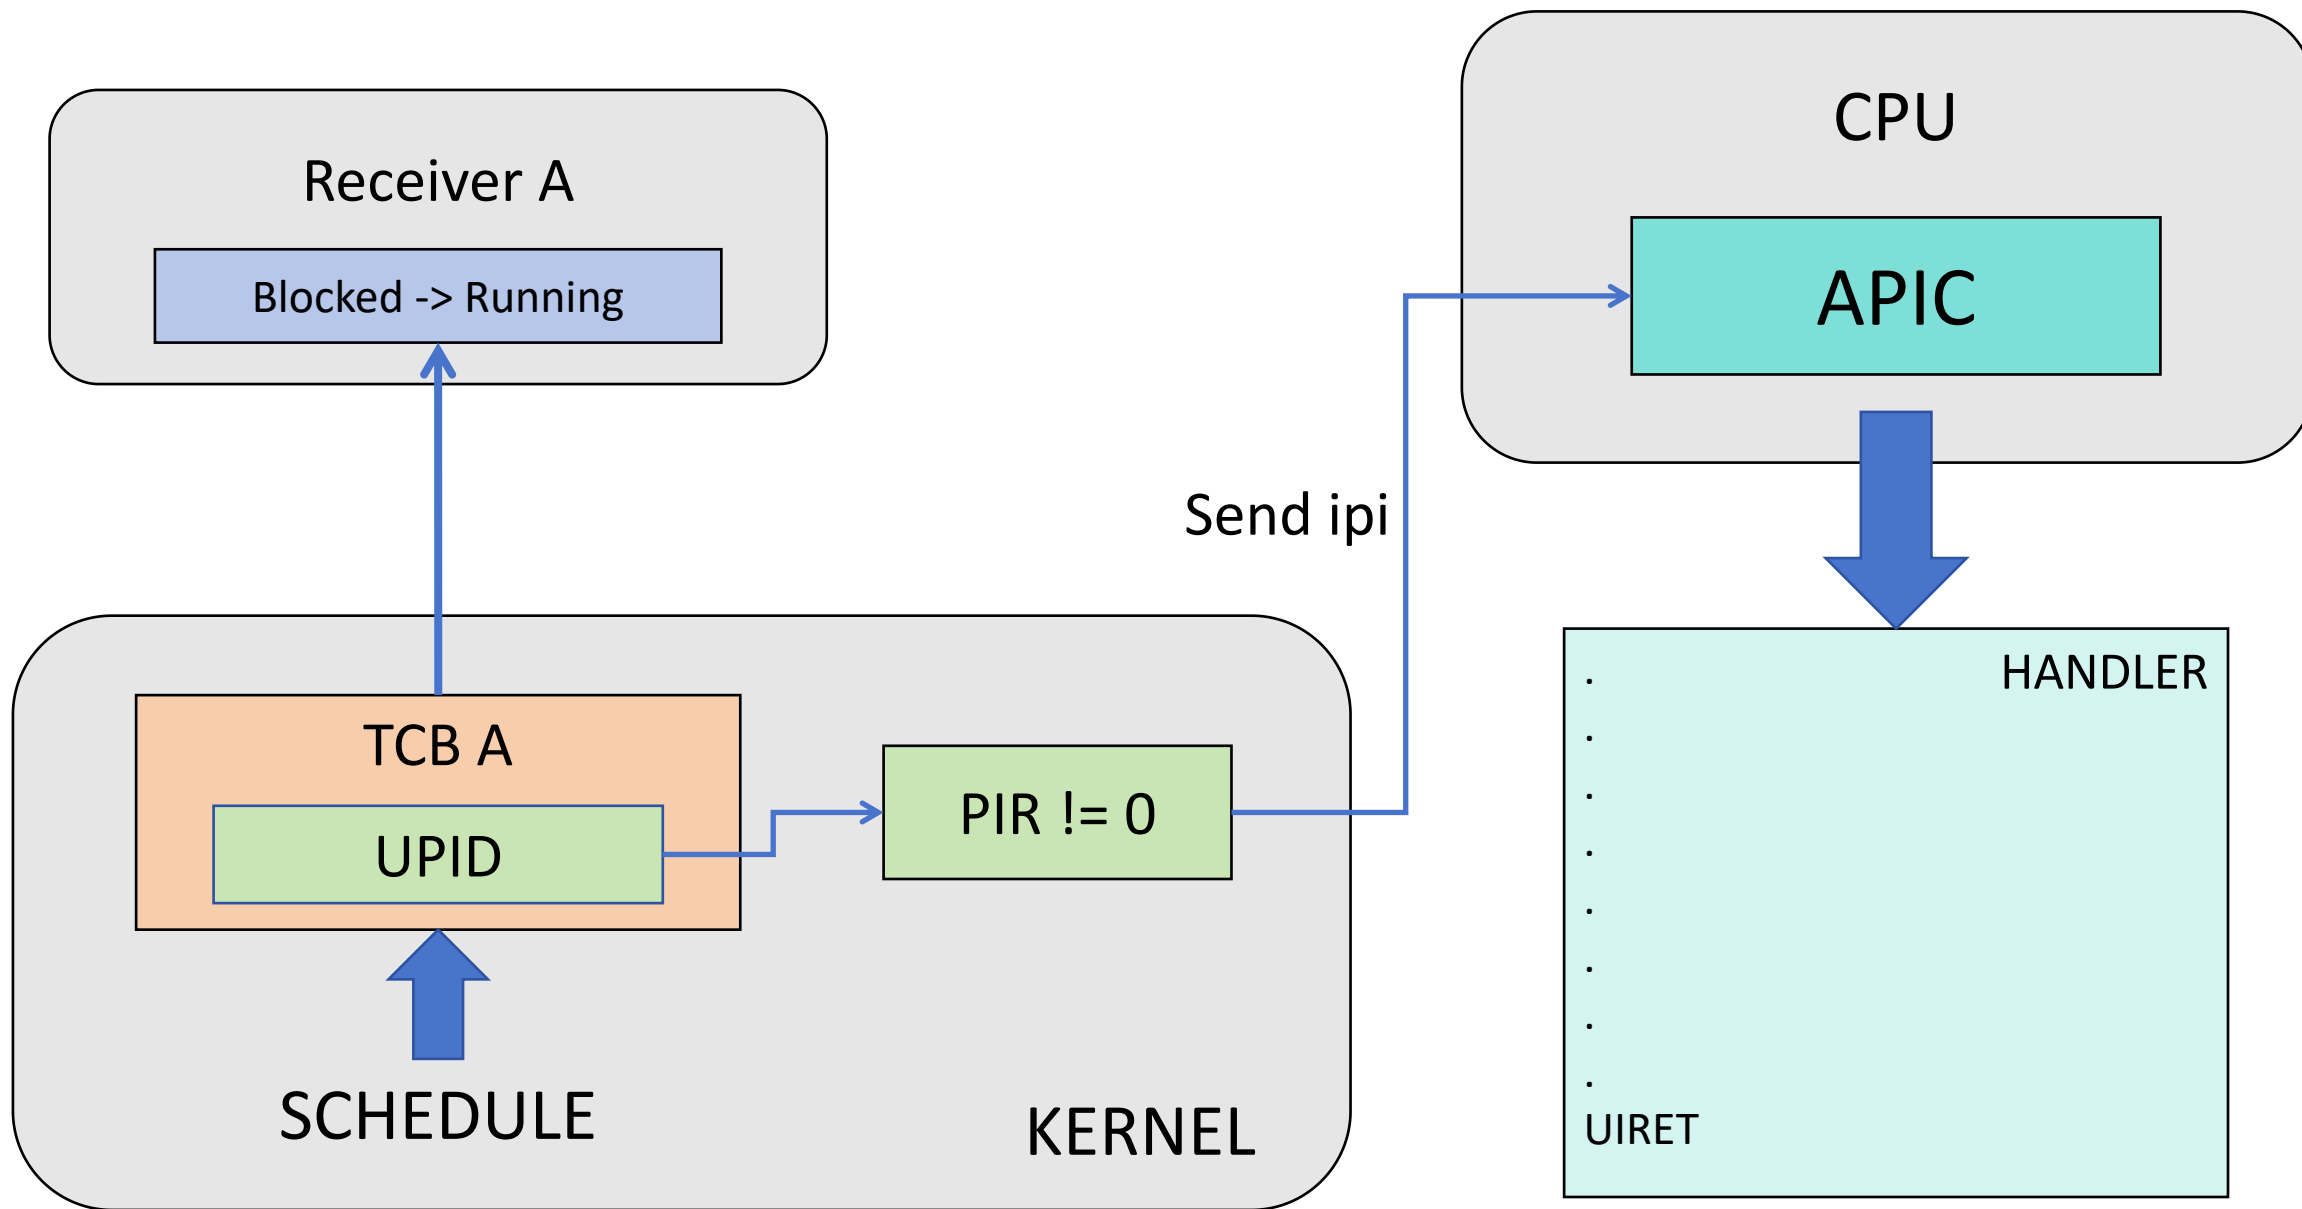 CPU
Receiver A
APIC
Blocked -> Running
Send ipi
HANDLER
TCB A
PIR != 0
UPID
.
.
.
.
.
.
.
.
SCHEDULE
KERNEL
UIRET